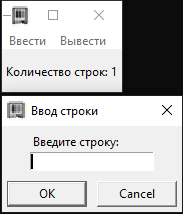 Ввести Вывести
Количество строк: 1
Ввод строки
Введите строку:
OK Cancel